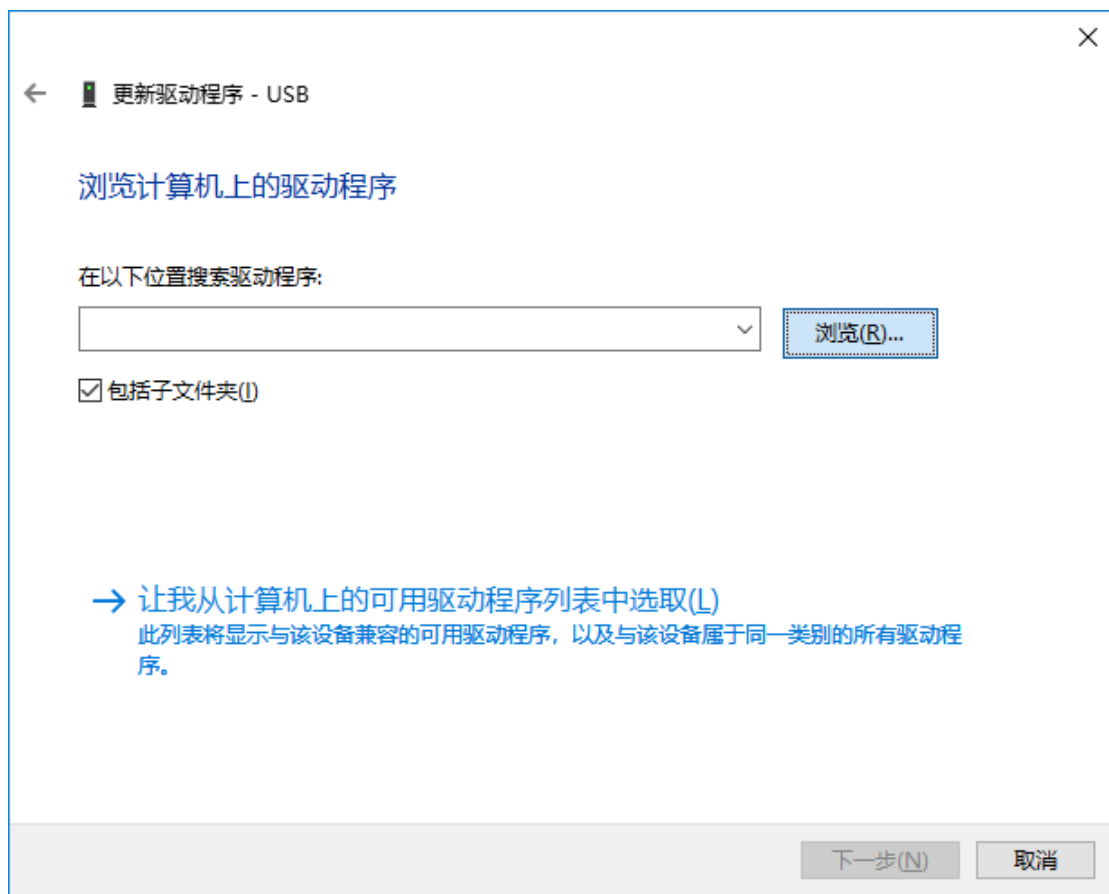 更新驱动程序 - USB
浏览计算机上的驱动程序
在以下位置搜索驱动程序:
浏览(R)...
包括子文件夹(I)
让我从计算机上的可用驱动程序列表中选取(L)
此列表将显示与该设备兼容的可用驱动程序，以及与该设备属于同一类别的所有驱动程
序。
下一步(N)
取消